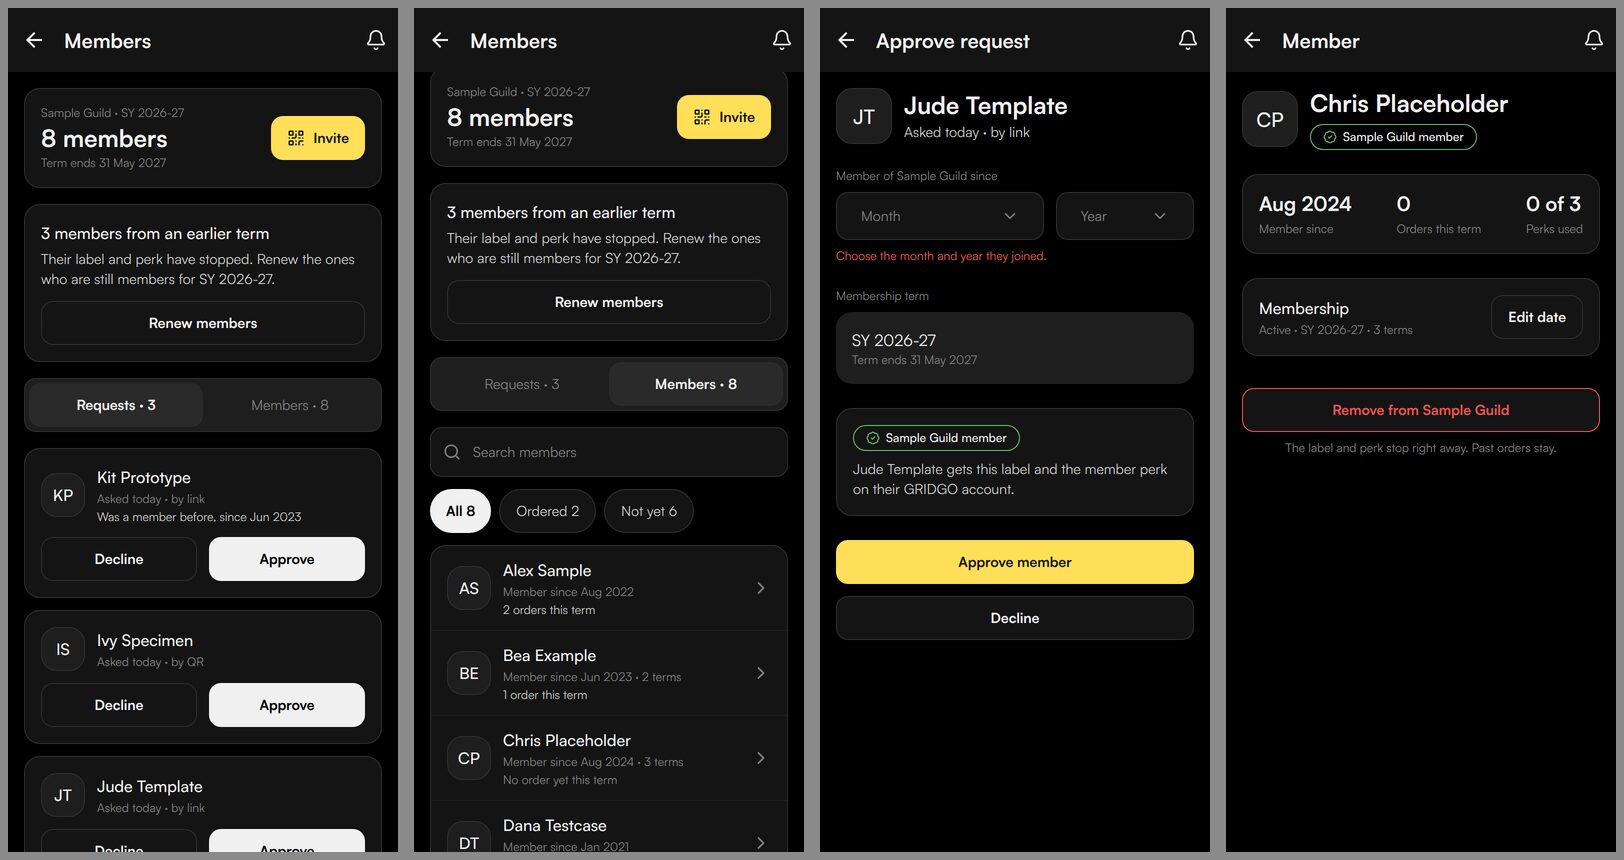 Members
Sample Guild · SY 2026-27
8 members
Term ends 31 May 2027
Invite
3 members from an earlier term
Their label and perk have stopped. Renew the ones
who are still members for SY 2026-27.
Renew members
Requests · 3
Members · 8
KP
Kit Prototype
Asked today · by link
Was a member before, since Jun 2023
Decline
Approve
IS
Ivy Specimen
Asked today · by QR
Decline
Approve
JT
Jude Template
Asked today · by link
Decline
Approve
Members
Sample Guild · SY 2026-27
8 members
Term ends 31 May 2027
Invite
3 members from an earlier term
Their label and perk have stopped. Renew the ones
who are still members for SY 2026-27.
Renew members
Requests · 3
Members · 8
Search members
All 8
Ordered 2
Not yet 6
AS
Alex Sample
Member since Aug 2022
2 orders this term
BE
Bea Example
Member since Jun 2023 · 2 terms
1 order this term
CP
Chris Placeholder
Member since Aug 2024 · 3 terms
No order yet this term
DT
Dana Testcase
Member since Jan 2021
Approve request
JT
Jude Template
Asked today · by link
Member of Sample Guild since
Month
Year
Choose the month and year they joined.
Membership term
SY 2026-27
Term ends 31 May 2027
Sample Guild member
Jude Template gets this label and the member perk
on their GRIDGO account.
Approve member
Decline
Member
CP
Chris Placeholder
Sample Guild member
Aug 2024
Member since
0
Orders this term
0 of 3
Perks used
Membership
Active · SY 2026-27 · 3 terms
Edit date
Remove from Sample Guild
The label and perk stop right away. Past orders stay.